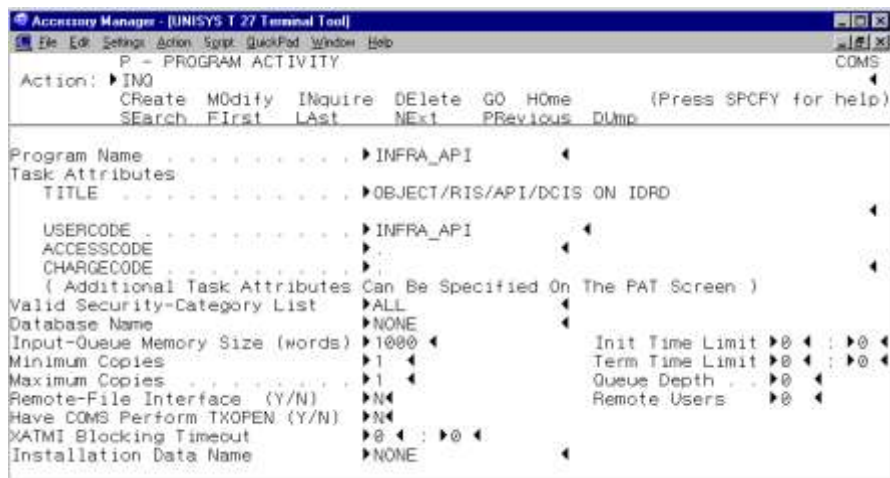 Accessory Manager - [UNISYS T 27 Terminal Tool]
File Edit Settings Action Script QuickPad Window Help
P - PROGRAM ACTIVITY COMS
Action: INQ
CReate MOdify INquire DElete GO HOme (Press SPCFY for help)
SEarch FIrst LAst NExt PRevious DUmp
Program Name . . . . . . . . . . INFRA_API
Task Attributes
TITLE . . . . . . . . . . . OBJECT/RIS/API/DCIS ON IDRD
USERCODE . . . . . . . . . . INFRA_API
ACCESSCODE .
CHARGECODE . . . . . . . . . .
( Additional Task Attributes Can Be Specified On The PAT Screen )
Valid Security-Category List ALL
Database Name NONE
Input-Queue Memory Size (words) 1000 Init Time Limit 0 : 0
Minimum Copies 1 Term Time Limit 0 : 0
Maximum Copies . . . . . . . . 1 Queue Depth . . 0
Remote-File Interface (Y/N) N Remote Users 0
Have COMS Perform TXOPEN (Y/N) N
XATMI Blocking Timeout 0 : 0
Installation Data Name NONE